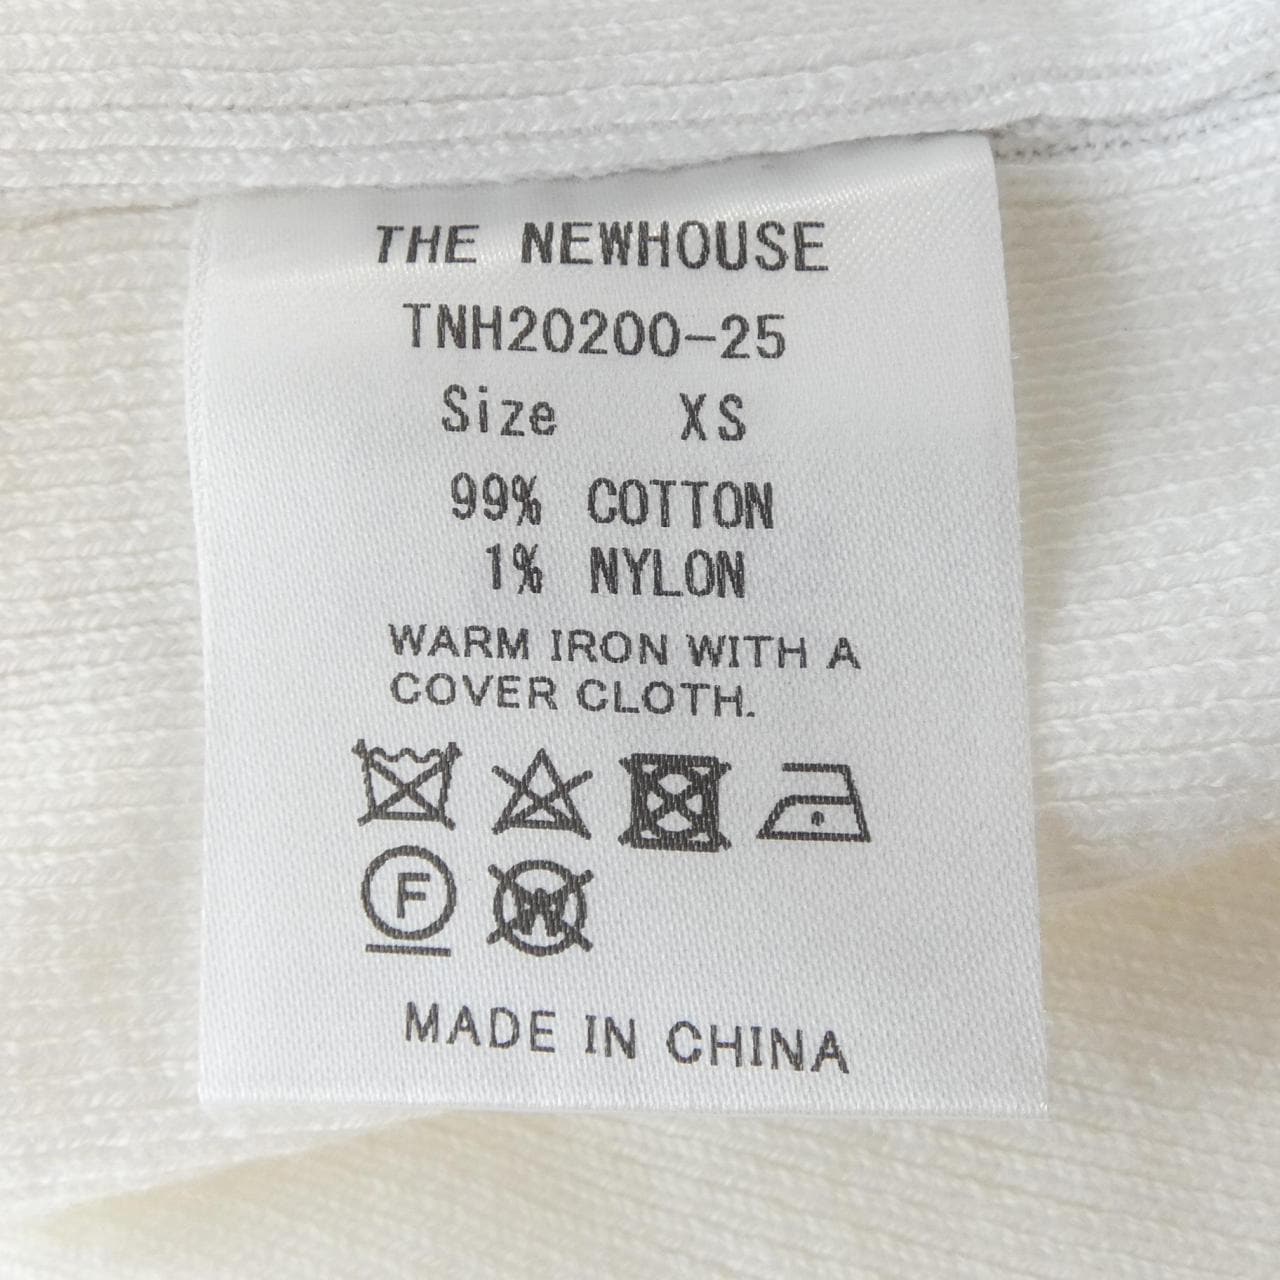 THE NEWHOUSE
TNH20200-25
Size XS
99% COTTON
1% NYLON
WARM IRON WITH A
COVER CLOTH.
F W
MADE IN CHINA